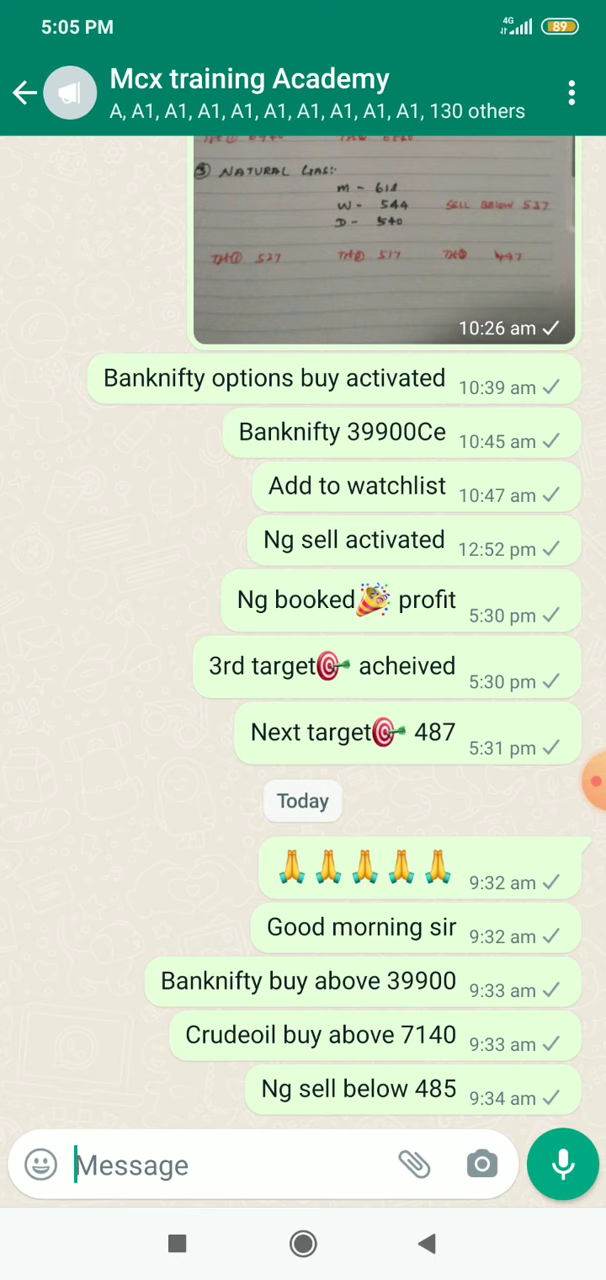 5:05 PM
4G
89
Mcx training Academy
A, A1, A1, A1, A1, A1, A1, A1, A1, A1, 130 others
③ NATURAL GAS:-
M - 618
W - 544 SELL BELOW 537
D - 540
TH① 527 TH② 517 TH③ 497
10:26 am
Banknifty options buy activated 10:39 am
Banknifty 39900Ce 10:45 am
Add to watchlist 10:47 am
Ng sell activated 12:52 pm
Ng booked🎉 profit 5:30 pm
3rd target🎯 acheived 5:30 pm
Next target🎯 487 5:31 pm
Today
🙏🙏🙏🙏🙏 9:32 am
Good morning sir 9:32 am
Banknifty buy above 39900 9:33 am
Crudeoil buy above 7140 9:33 am
Ng sell below 485 9:34 am
Message